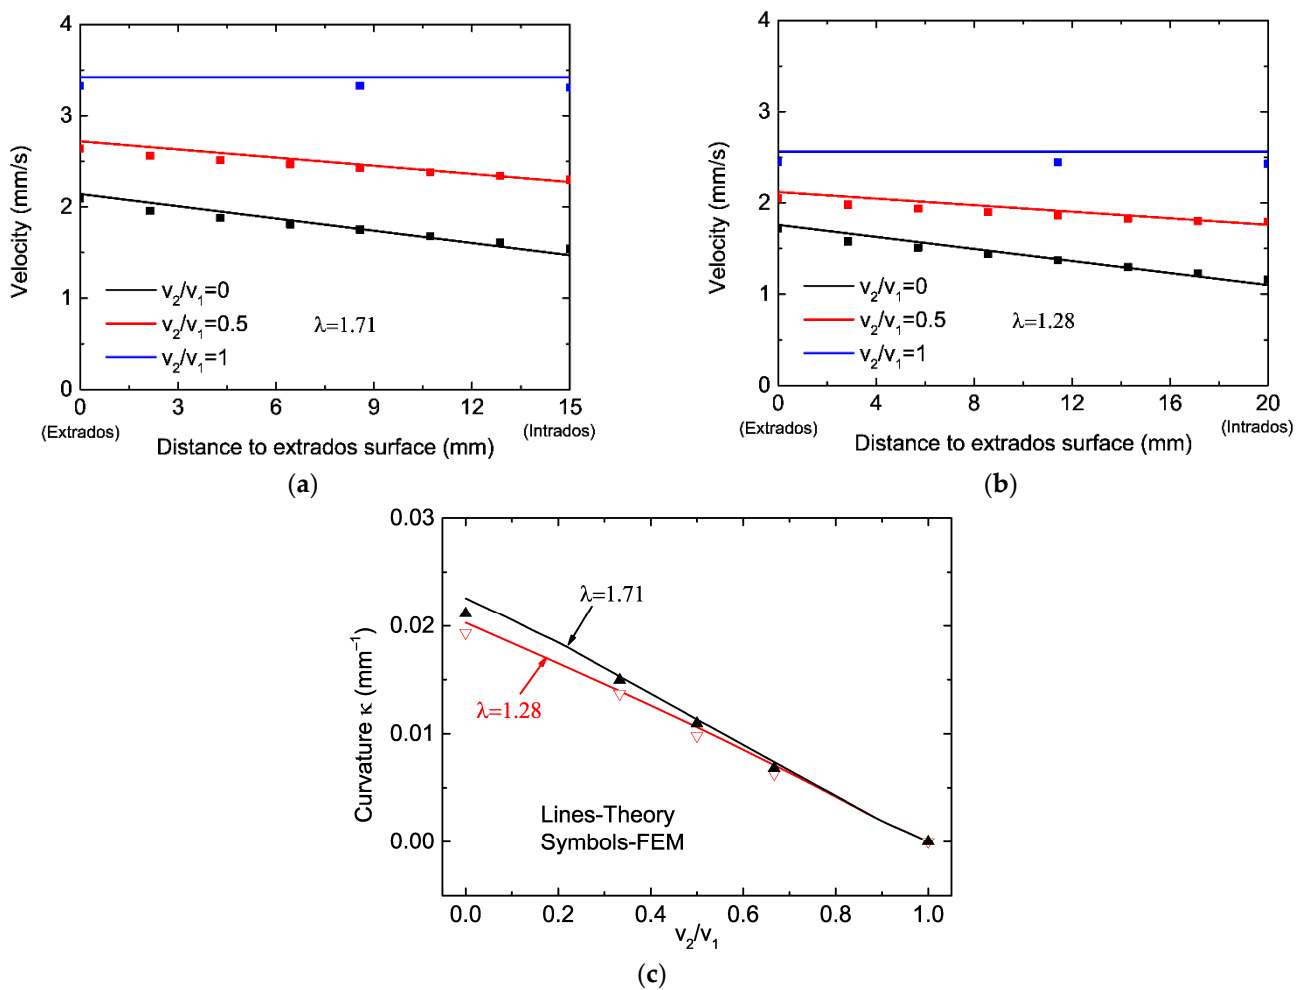 4
3
2
1
0
Velocity (mm/s)
v₂/v₁=0
v₂/v₁=0.5
v₂/v₁=1
λ=1.71
0 3 6 9 12 15
(Extrados) (Intrados)
Distance to extrados surface (mm)
(a)
4
3
2
1
0
Velocity (mm/s)
v₂/v₁=0
v₂/v₁=0.5
v₂/v₁=1
λ=1.28
0 4 8 12 16 20
(Extrados) (Intrados)
Distance to extrados surface (mm)
(b)
0.03
0.02
0.01
0.00
Curvature κ (mm⁻¹)
λ=1.71
λ=1.28
Lines-Theory
Symbols-FEM
0.0 0.2 0.4 0.6 0.8 1.0
v₂/v₁
(c)